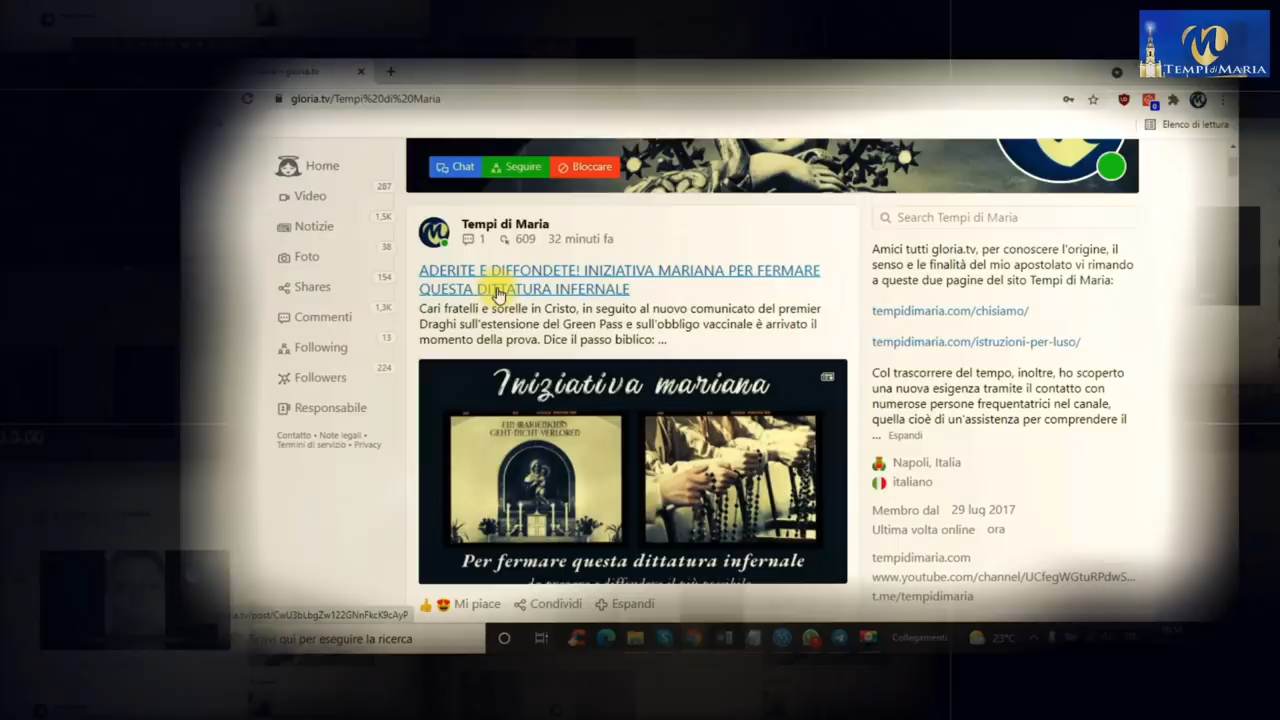 TEMPI di MARIA
gloria.tv/Tempi%20di%20Maria
Elenco di lettura
Home
Video 287
Notizie 1,5K
Foto 38
Shares 154
Commenti 1,3K
Following 13
Followers 224
Responsabile
Contatto • Note legali •
Termini di servizio • Privacy
Chat Seguire Bloccare
Tempi di Maria
1 609 32 minuti fa
ADERITE E DIFFONDETE! INIZIATIVA MARIANA PER FERMARE
QUESTA DITTATURA INFERNALE
Cari fratelli e sorelle in Cristo, in seguito al nuovo comunicato del premier
Draghi sull'estensione del Green Pass e sull'obbligo vaccinale è arrivato il
momento della prova. Dice il passo biblico: ...
Iniziativa mariana
EIN MARIENKIND
GEHT NICHT VERLOREN
Per fermare questa dittatura infernale
Mi piace Condividi Espandi
Search Tempi di Maria
Amici tutti gloria.tv, per conoscere l'origine, il
senso e le finalità del mio apostolato vi rimando
a queste due pagine del sito Tempi di Maria:
tempidimaria.com/chisiamo/
tempidimaria.com/istruzioni-per-luso/
Col trascorrere del tempo, inoltre, ho scoperto
una nuova esigenza tramite il contatto con
numerose persone frequentatrici nel canale,
quella cioè di un'assistenza per comprendere il
... Espandi
Napoli, Italia
italiano
Membro dal 29 lug 2017
Ultima volta online ora
tempidimaria.com
www.youtube.com/channel/UCfegWGtuRPdwS...
t.me/tempidimaria
a.tv/post/CwU3bLbgZw122GNnFkcK9cAyP
qui per eseguire la ricerca
Collegamenti
23°C